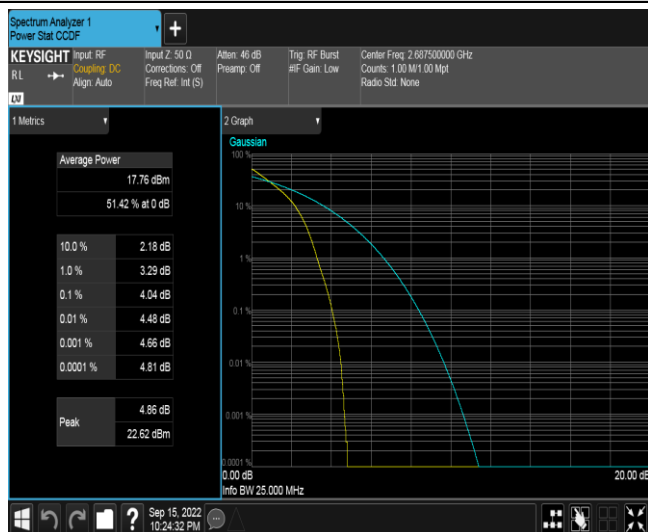 Spectrum Analyzer 1
Power Stat CCDF
KEYSIGHT
RL
Input: RF
Coupling: DC
Align: Auto
Input Z: 50 Ω
Corrections: Off
Freq Ref: Int (S)
Atten: 46 dB
Preamp: Off
Trig: RF Burst
#IF Gain: Low
Center Freq: 2.687500000 GHz
Counts: 1.00 M/1.00 Mpt
Radio Std: None
LXI
1 Metrics
Average Power
17.76 dBm
51.42 % at 0 dB
10.0 % 2.18 dB
1.0 % 3.29 dB
0.1 % 4.04 dB
0.01 % 4.48 dB
0.001 % 4.66 dB
0.0001 % 4.81 dB
Peak
4.86 dB
22.62 dBm
2 Graph
Gaussian
100 %
10 %
1 %
0.1 %
0.01 %
0.001 %
0.0001 %
0.00 dB
20.00 dB
Info BW 25.000 MHz
?
Sep 15, 2022
10:24:32 PM